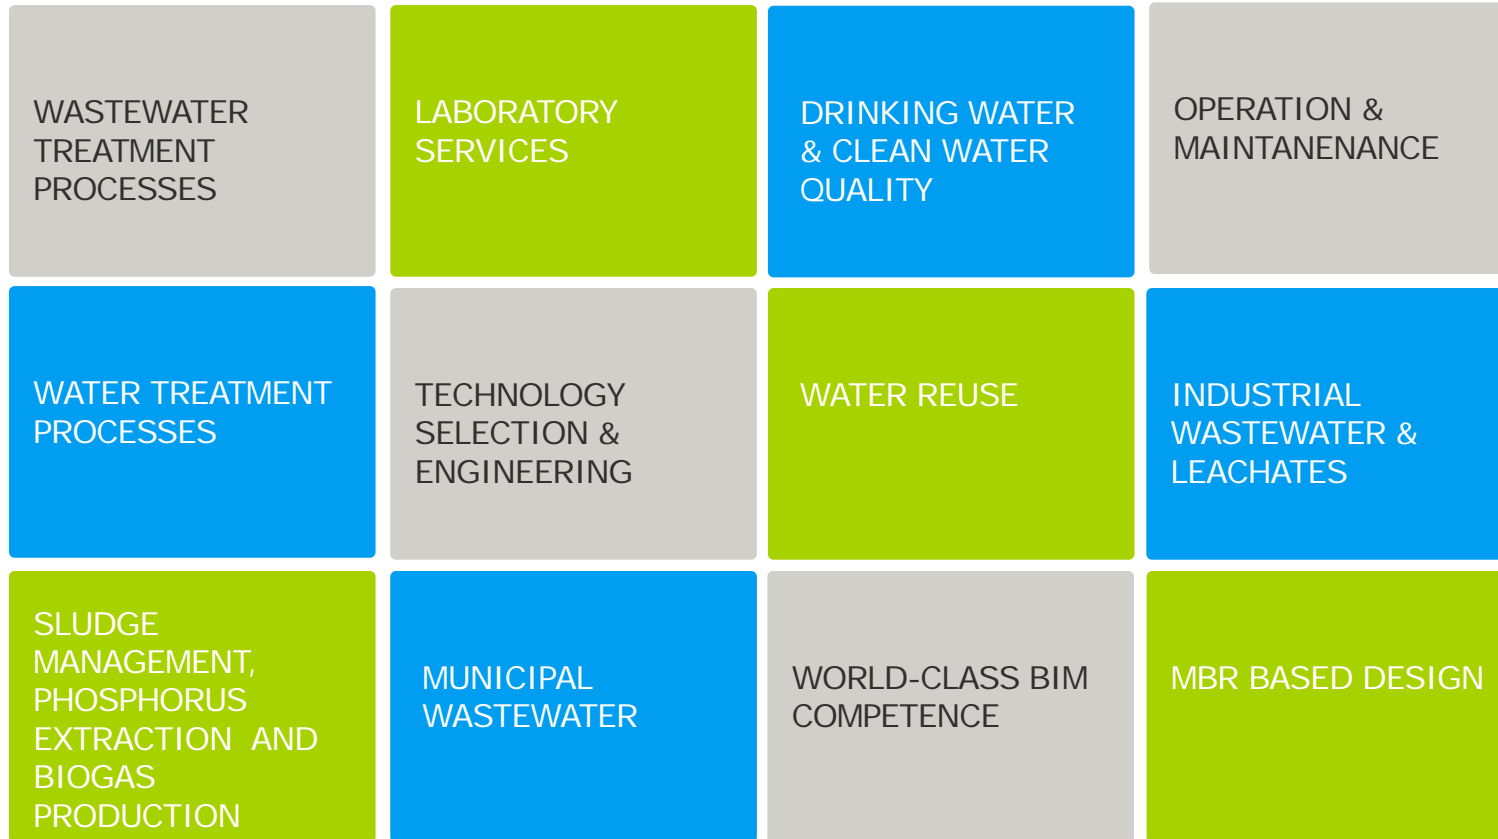 WASTEWATER
TREATMENT
PROCESSES
LABORATORY
SERVICES
DRINKING WATER
& CLEAN WATER
QUALITY
OPERATION &
MAINTANENANCE
WATER TREATMENT
PROCESSES
TECHNOLOGY
SELECTION &
ENGINEERING
WATER REUSE
INDUSTRIAL
WASTEWATER &
LEACHATES
SLUDGE
MANAGEMENT,
PHOSPHORUS
EXTRACTION AND
BIOGAS
PRODUCTION
MUNICIPAL
WASTEWATER
WORLD-CLASS BIM
COMPETENCE
MBR BASED DESIGN